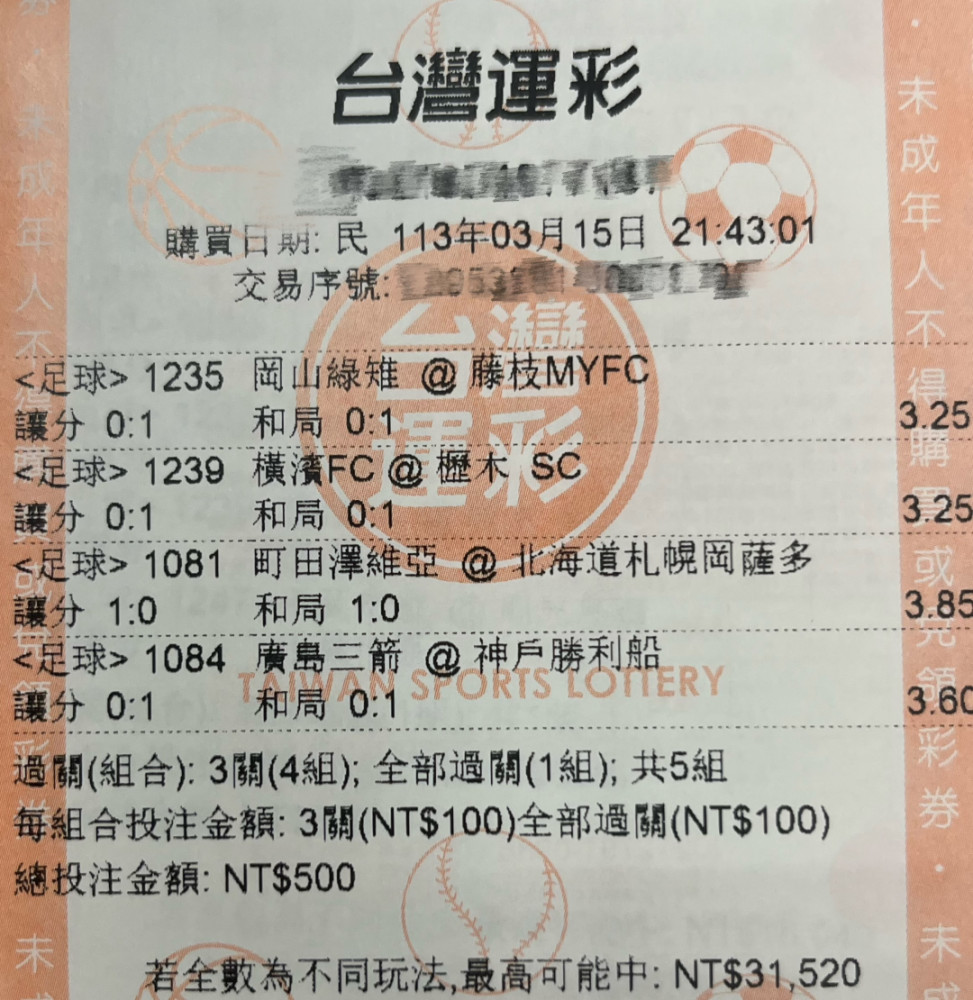 台灣運彩
購買日期: 民 113年03月15日 21:43:01
交易序號:
<足球> 1235 岡山綠雉 @ 藤枝MYFC
讓分 0:1 和局 0:1 3.25
<足球> 1239 橫濱FC @ 櫪木 SC
讓分 0:1 和局 0:1 3.25
<足球> 1081 町田澤維亞 @ 北海道札幌岡薩多
讓分 1:0 和局 1:0 3.85
<足球> 1084 廣島三箭 @ 神戶勝利船
讓分 0:1 和局 0:1 3.60
台灣
運彩
TAIWAN SPORTS LOTTERY
過關(組合): 3關(4組); 全部過關(1組); 共5組
每組合投注金額: 3關(NT$100)全部過關(NT$100)
總投注金額: NT$500
若全數為不同玩法,最高可能中: NT$31,520
未成年人不得購買或兌領彩券・未